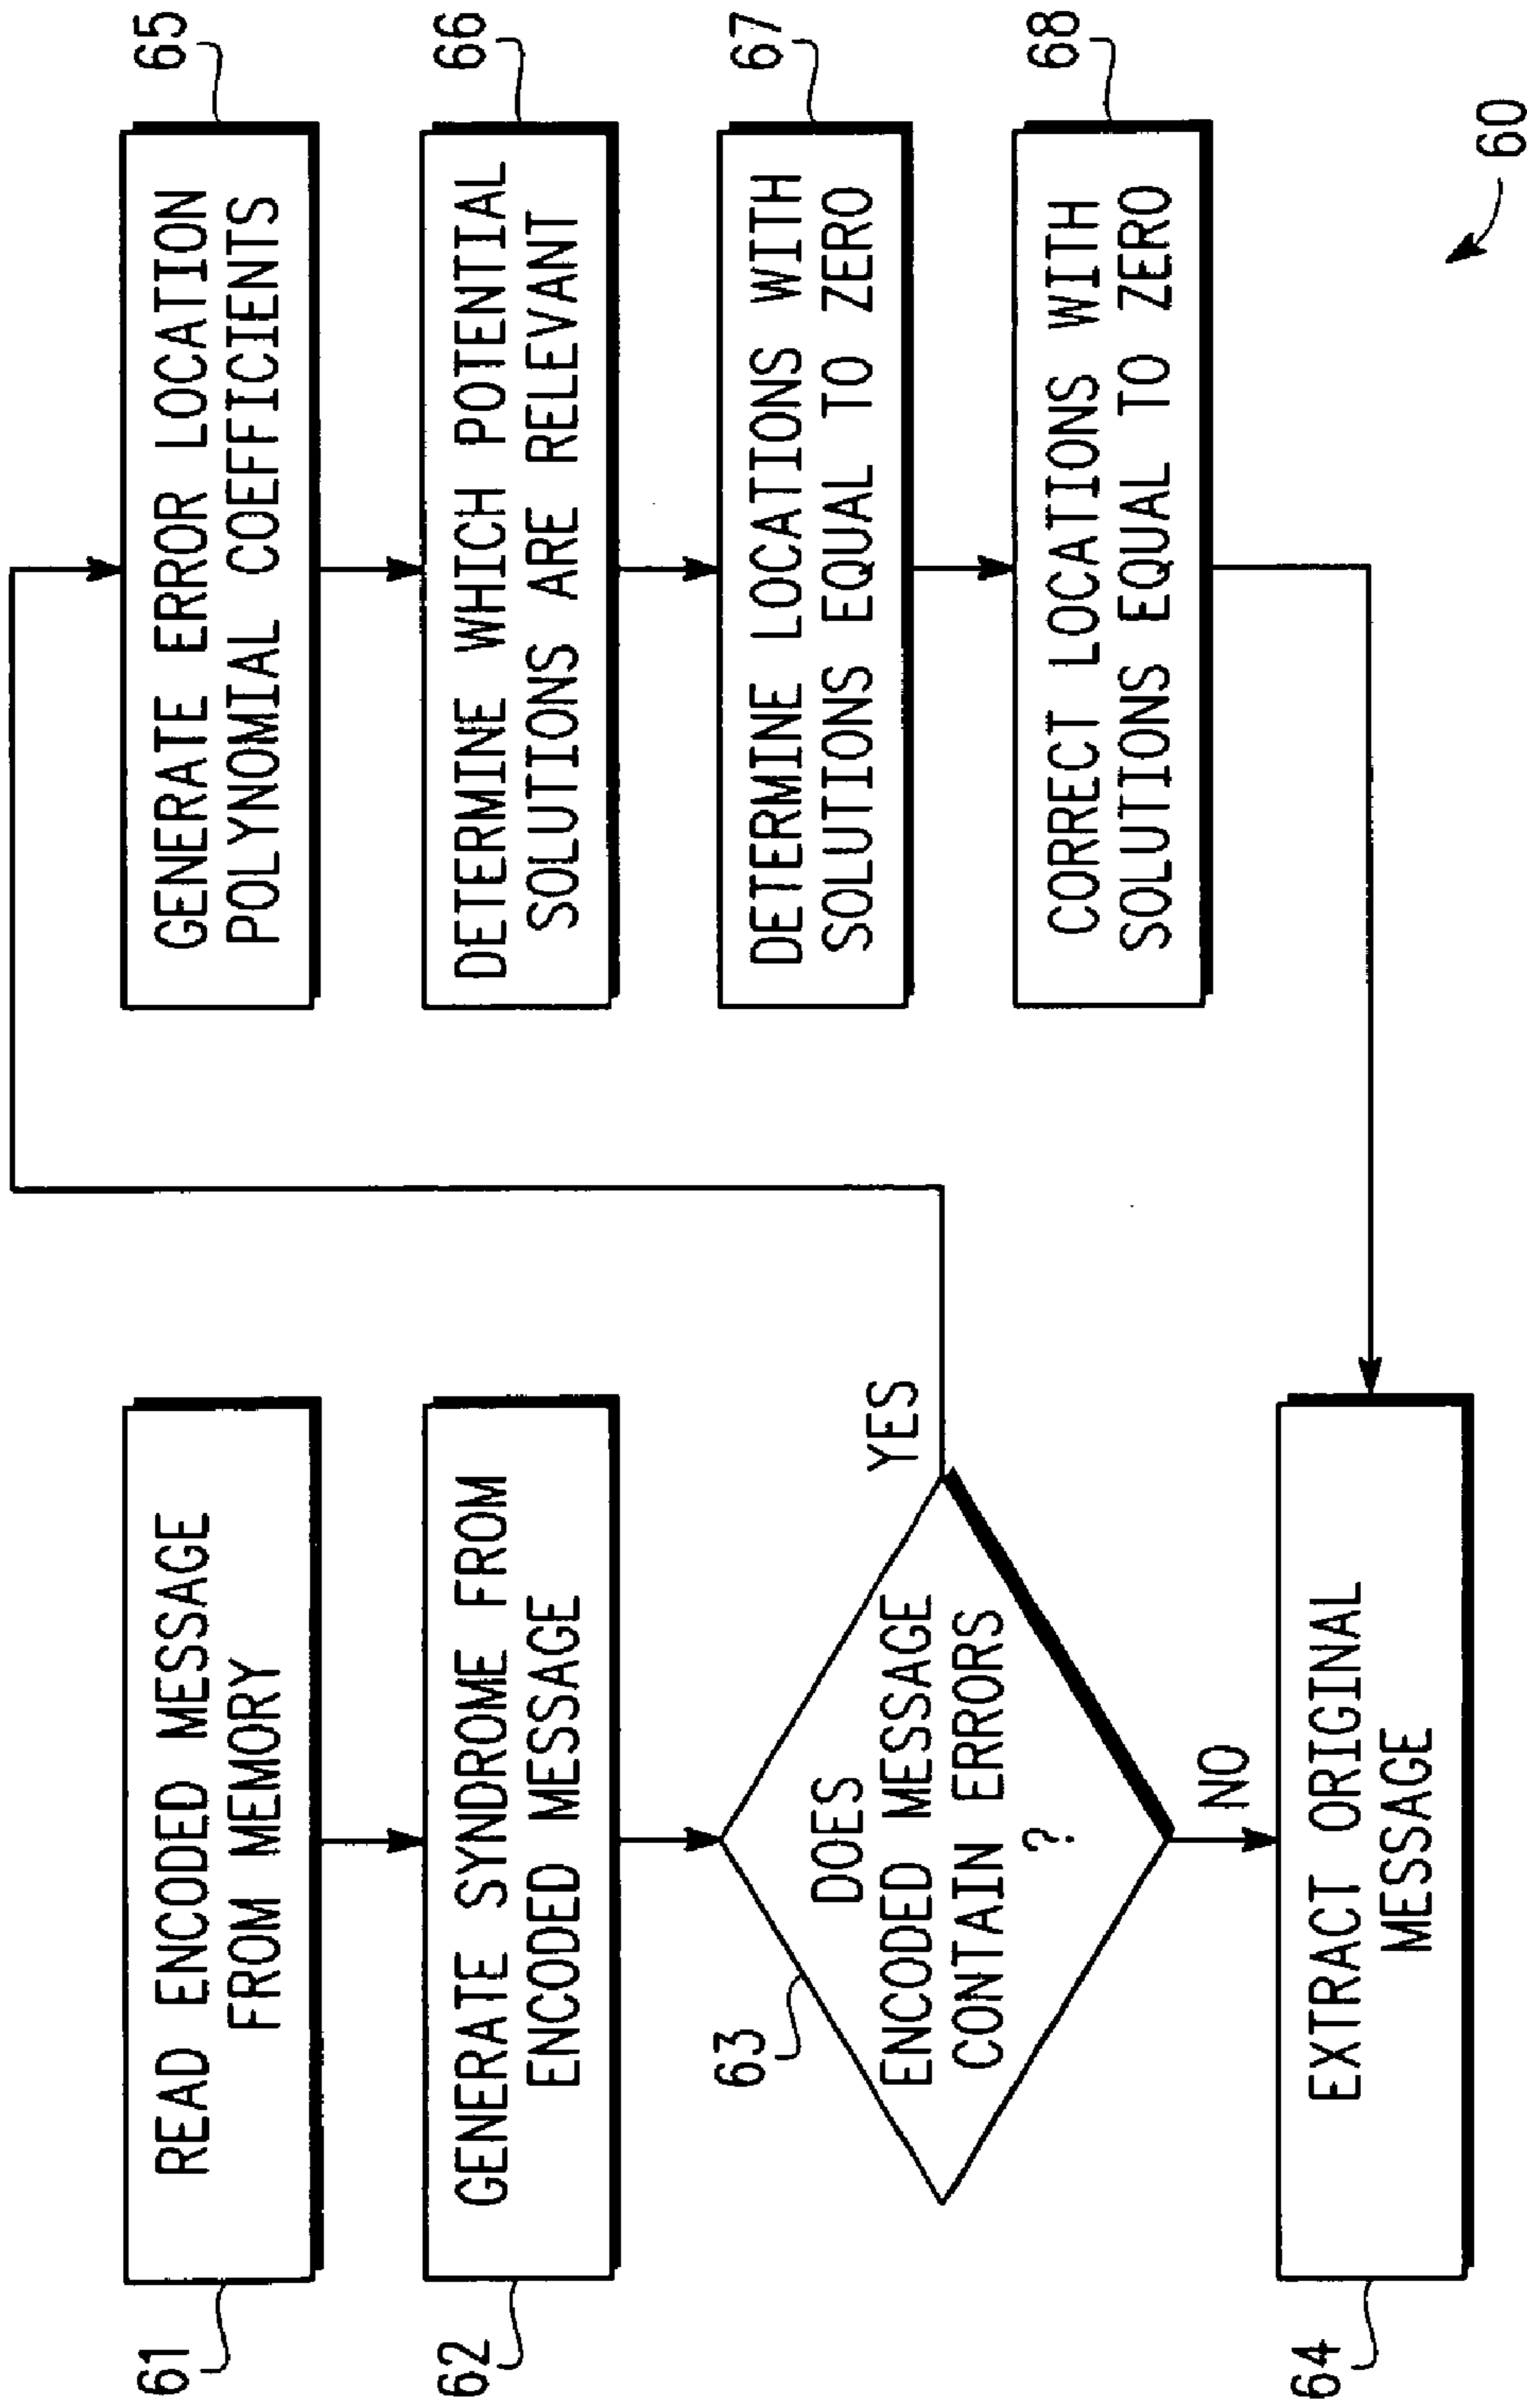 61
READ ENCODED MESSAGE
FROM MEMORY
62
GENERATE SYNDROME FROM
ENCODED MESSAGE
63
DOES
ENCODED MESSAGE
CONTAIN ERRORS
?
YES
NO
64
EXTRACT ORIGINAL
MESSAGE
65
GENERATE ERROR LOCATION
POLYNOMIAL COEFFICIENTS
66
DETERMINE WHICH POTENTIAL
SOLUTIONS ARE RELEVANT
67
DETERMINE LOCATIONS WITH
SOLUTIONS EQUAL TO ZERO
68
CORRECT LOCATIONS WITH
SOLUTIONS EQUAL TO ZERO
60